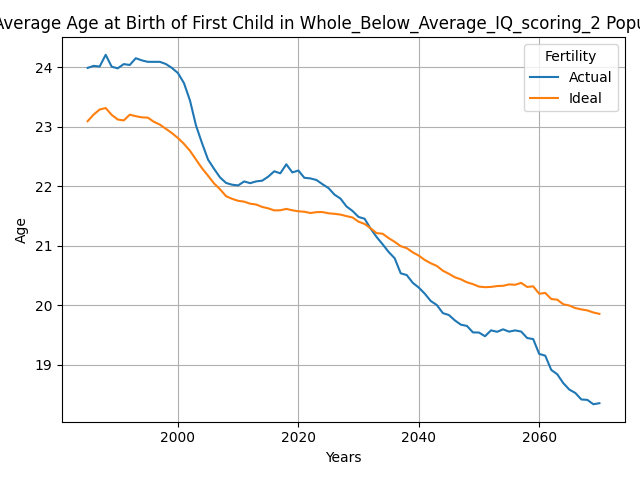 Average Age at Birth of First Child in Whole_Below_Average_IQ_scoring_2 Popu
Fertility
Actual
Ideal
24
23
22
21
20
19
Age
2000
2020
2040
2060
Years